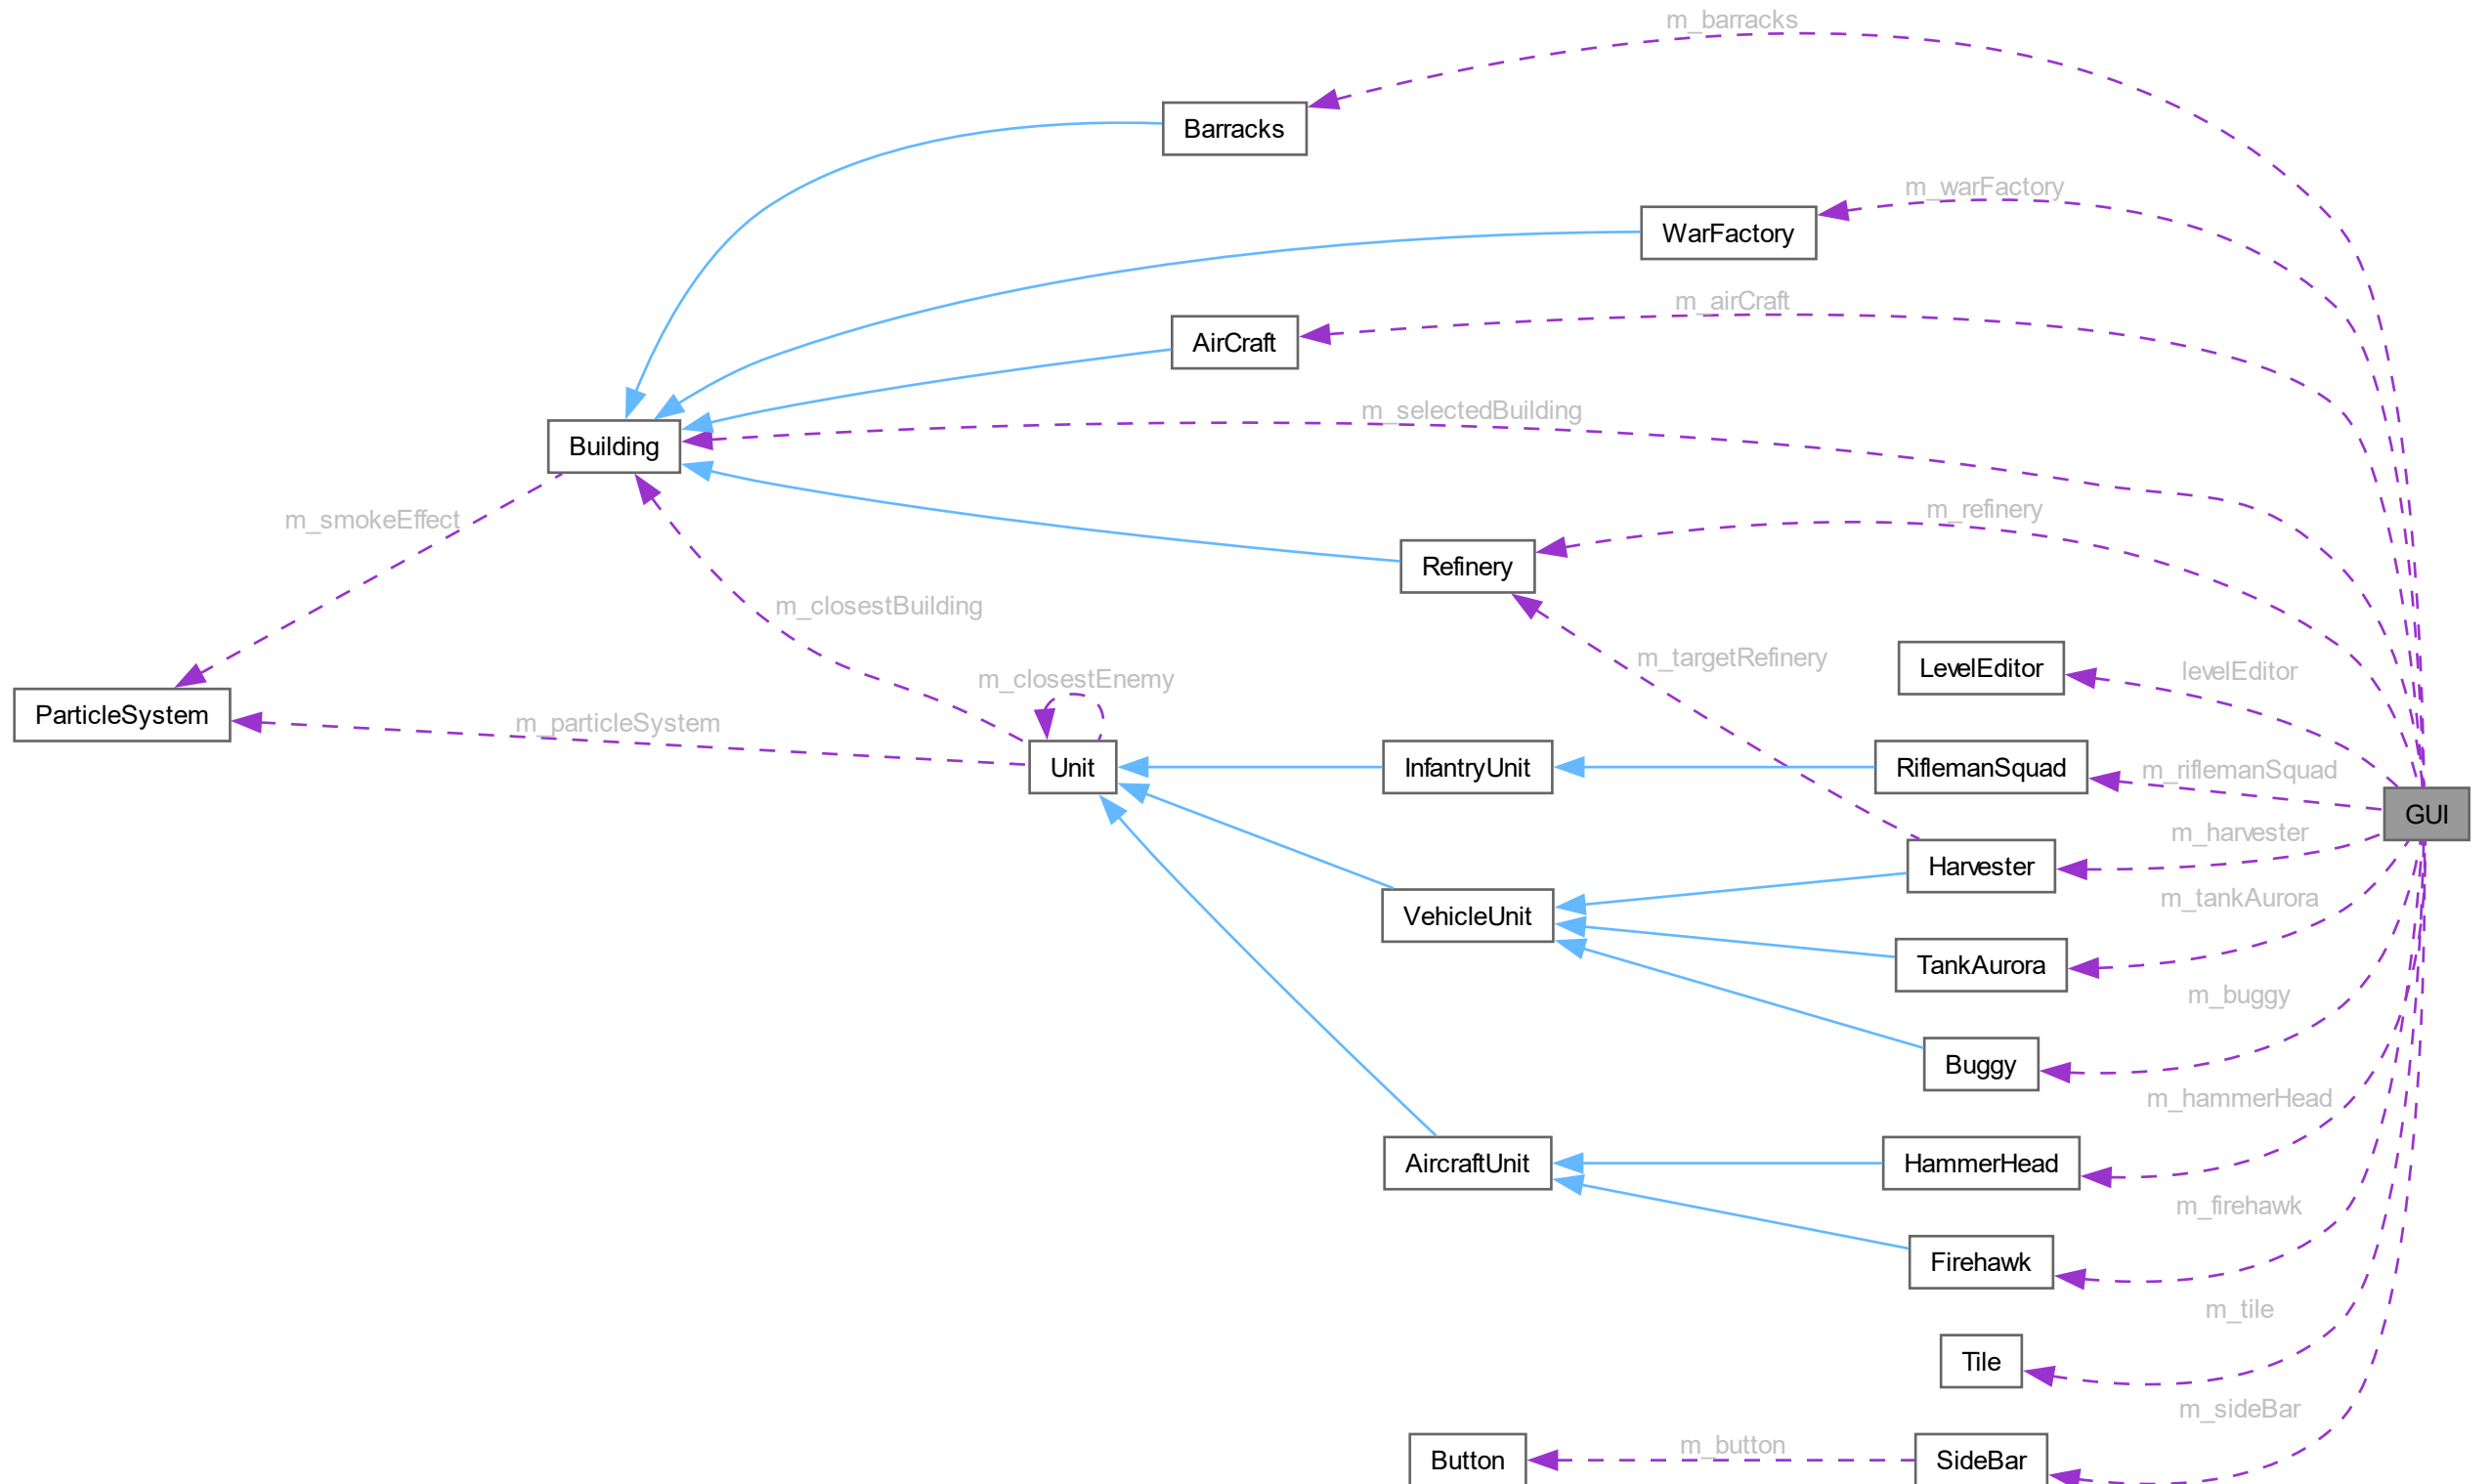 m_barracks
Barracks
m_warFactory
WarFactory
m_airCraft
AirCraft
m_selectedBuilding
Building
m_refinery
m_smokeEffect
Refinery
m_closestBuilding
m_targetRefinery
LevelEditor
levelEditor
m_closestEnemy
ParticleSystem
m_particleSystem
Unit
InfantryUnit
RiflemanSquad
m_riflemanSquad
GUI
m_harvester
Harvester
m_tankAurora
VehicleUnit
TankAurora
m_buggy
Buggy
m_hammerHead
AircraftUnit
HammerHead
m_firehawk
Firehawk
m_tile
Tile
m_sideBar
Button
m_button
SideBar